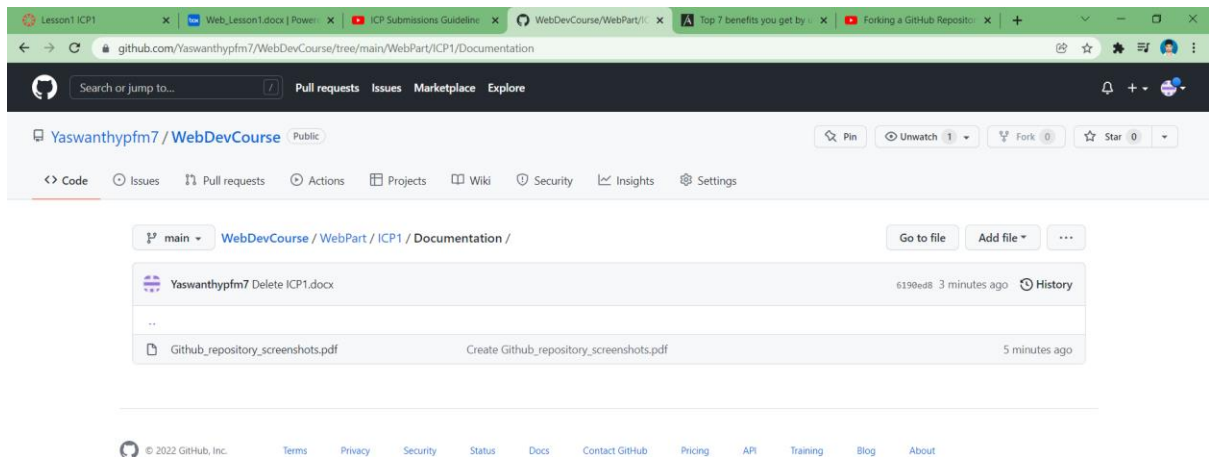 Lesson1 ICP1 Web_Lesson1.docx | Power ICP Submissions Guideline WebDevCourse/WebPart/IC Top 7 benefits you get by u Forking a GitHub Reposito
github.com/Yaswanthypfm7/WebDevCourse/tree/main/WebPart/ICP1/Documentation
Search or jump to... / Pull requests Issues Marketplace Explore
Yaswanthypfm7 / WebDevCourse Public Pin Unwatch 1 Fork 0 Star 0
<> Code Issues Pull requests Actions Projects Wiki Security Insights Settings
main WebDevCourse / WebPart / ICP1 / Documentation / Go to file Add file ...
Yaswanthypfm7 Delete ICP1.docx 6190ed8 3 minutes ago History
..
Github_repository_screenshots.pdf Create Github_repository_screenshots.pdf 5 minutes ago
© 2022 GitHub, Inc. Terms Privacy Security Status Docs Contact GitHub Pricing API Training Blog About